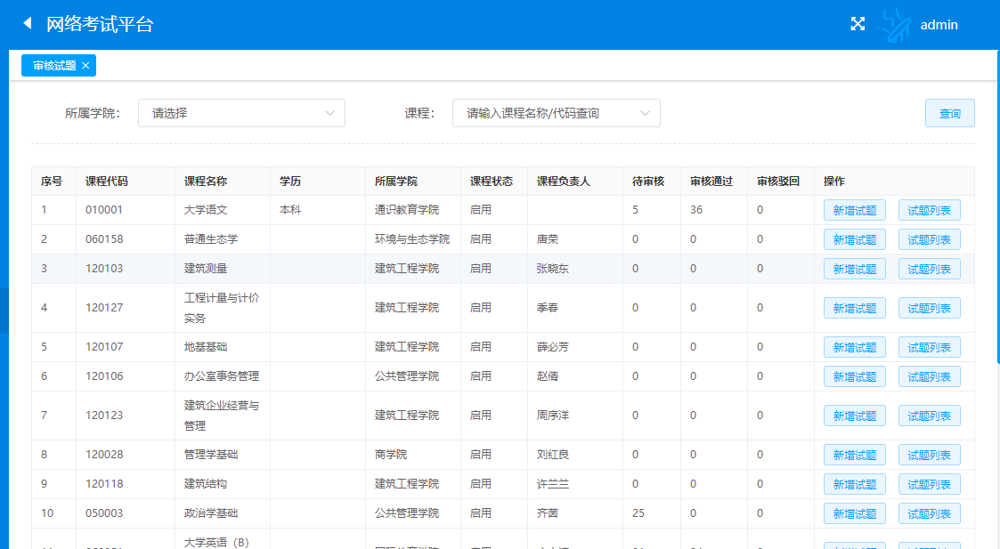 网络考试平台 admin
审核试题 ×
所属学院： 请选择 课程： 请输入课程名称/代码查询 查询
序号 课程代码 课程名称 学历 所属学院 课程状态 课程负责人 待审核 审核通过 审核驳回 操作
1 010001 大学语文 本科 通识教育学院 启用 5 36 0 新增试题 试题列表
2 060158 普通生态学 环境与生态学院 启用 唐荣 0 0 0 新增试题 试题列表
3 120103 建筑测量 建筑工程学院 启用 张晓东 0 0 0 新增试题 试题列表
4 120127 工程计量与计价
实务 建筑工程学院 启用 季春 0 0 0 新增试题 试题列表
5 120107 地基基础 建筑工程学院 启用 薛必芳 0 0 0 新增试题 试题列表
6 120106 办公室事务管理 公共管理学院 启用 赵倩 0 0 0 新增试题 试题列表
7 120123 建筑企业经营与
管理 建筑工程学院 启用 周序洋 0 0 0 新增试题 试题列表
8 120028 管理学基础 商学院 启用 刘红良 0 0 0 新增试题 试题列表
9 120118 建筑结构 建筑工程学院 启用 许兰兰 0 0 0 新增试题 试题列表
10 050003 政治学基础 公共管理学院 启用 齐茵 25 0 0 新增试题 试题列表
大学英语（B）